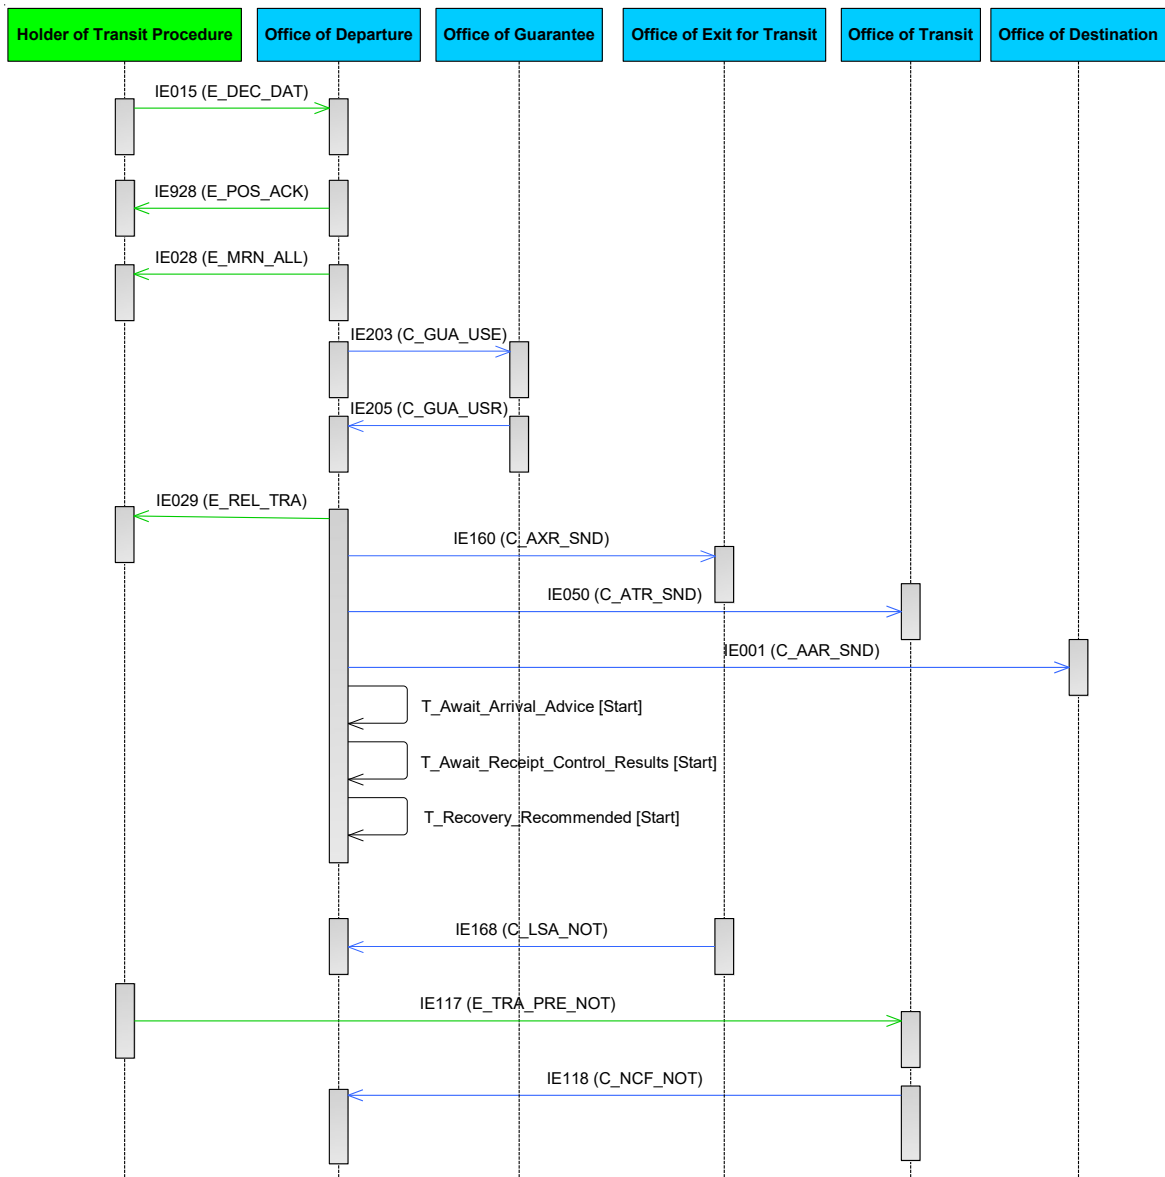 Holder of Transit Procedure
Office of Departure
Office of Guarantee
Office of Exit for Transit
Office of Transit
Office of Destination
IE015 (E_DEC_DAT)
IE928 (E_POS_ACK)
IE028 (E_MRN_ALL)
IE203 (C_GUA_USE)
IE205 (C_GUA_USR)
IE029 (E_REL_TRA)
IE160 (C_AXR_SND)
IE050 (C_ATR_SND)
IE001 (C_AAR_SND)
T_Await_Arrival_Advice [Start]
T_Await_Receipt_Control_Results [Start]
T_Recovery_Recommended [Start]
IE168 (C_LSA_NOT)
IE117 (E_TRA_PRE_NOT)
IE118 (C_NCF_NOT)